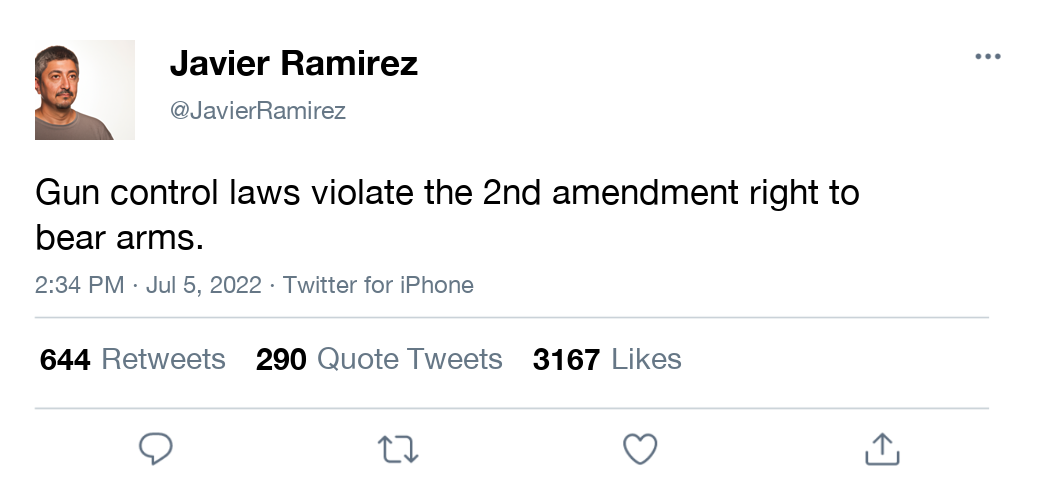 Javier Ramirez
@JavierRamirez
Gun control laws violate the 2nd amendment right to
bear arms.
2:34 PM · Jul 5, 2022 · Twitter for iPhone
644 Retweets 290 Quote Tweets 3167 Likes